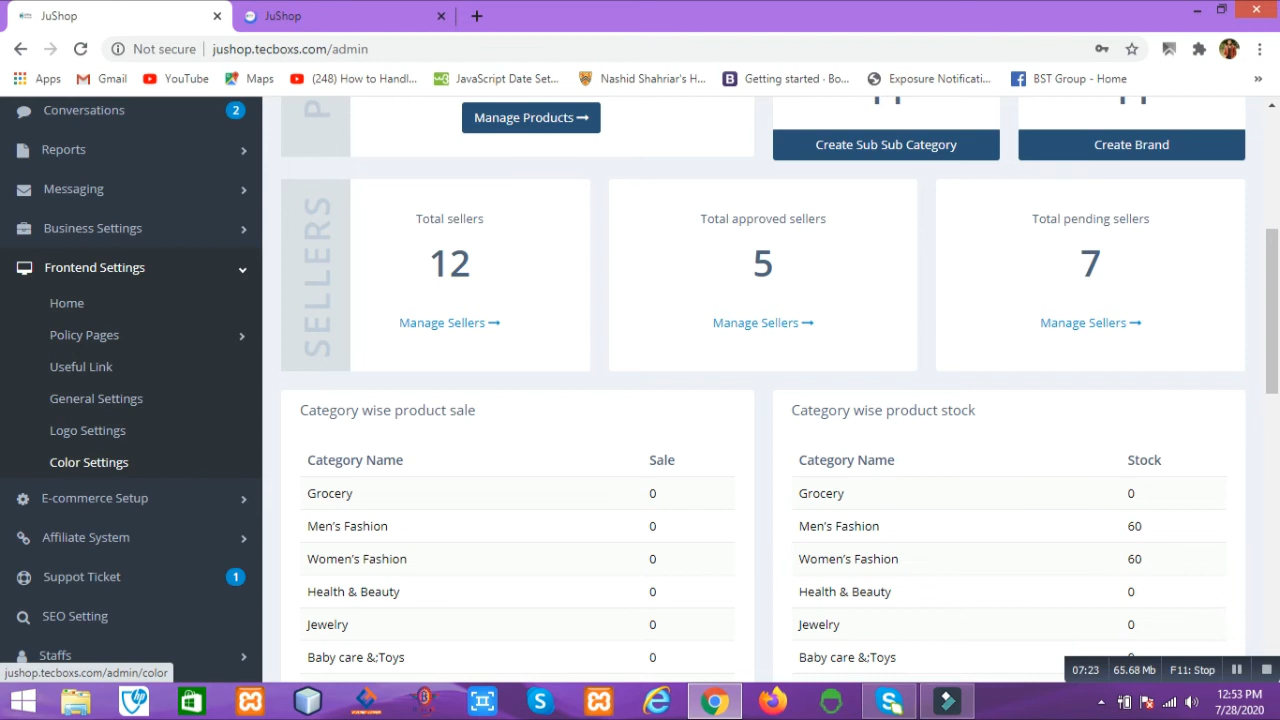 JuShop
JuShop
Not secure | jushop.tecboxs.com/admin
Apps
Gmail
YouTube
Maps
(248) How to Handl...
JavaScript Date Set...
Nashid Shahriar's H...
Getting started · Bo...
Exposure Notificati...
BST Group - Home
Conversations 2
Reports
Messaging
Business Settings
Frontend Settings
Home
Policy Pages
Useful Link
General Settings
Logo Settings
Color Settings
E-commerce Setup
Affiliate System
Suppot Ticket 1
SEO Setting
Staffs
jushop.tecboxs.com/admin/color
P
Manage Products
Create Sub Sub Category
Create Brand
SELLERS
Total sellers
12
Manage Sellers
Total approved sellers
5
Manage Sellers
Total pending sellers
7
Manage Sellers
Category wise product sale
Category Name Sale
Grocery 0
Men's Fashion 0
Women's Fashion 0
Health & Beauty 0
Jewelry 0
Baby care &;Toys 0
Category wise product stock
Category Name Stock
Grocery 0
Men's Fashion 60
Women's Fashion 60
Health & Beauty 0
Jewelry 0
Baby care &;Toys 0
07:23 65.68 Mb F11: Stop
12:53 PM
7/28/2020